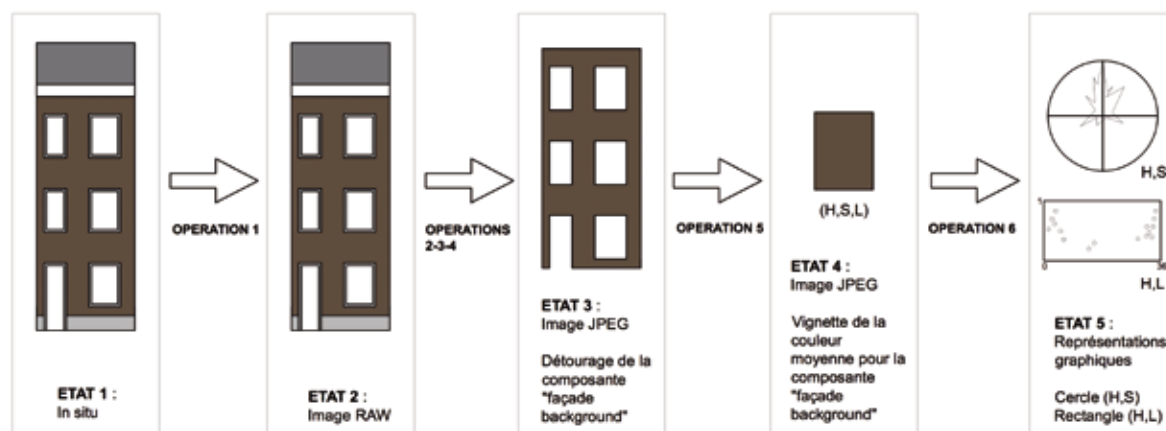 ETAT 1 :
In situ
OPERATION 1
ETAT 2 :
Image RAW
OPERATIONS
2-3-4
ETAT 3 :
Image JPEG
Détourage de la
composante
"façade
background"
OPERATION 5
(H,S,L)
ETAT 4 :
Image JPEG
Vignette de la
couleur
moyenne pour la
composante
"façade
background"
OPERATION 6
H,S
0
H,L
ETAT 5 :
Représentations
graphiques
Cercle (H,S)
Rectangle (H,L)